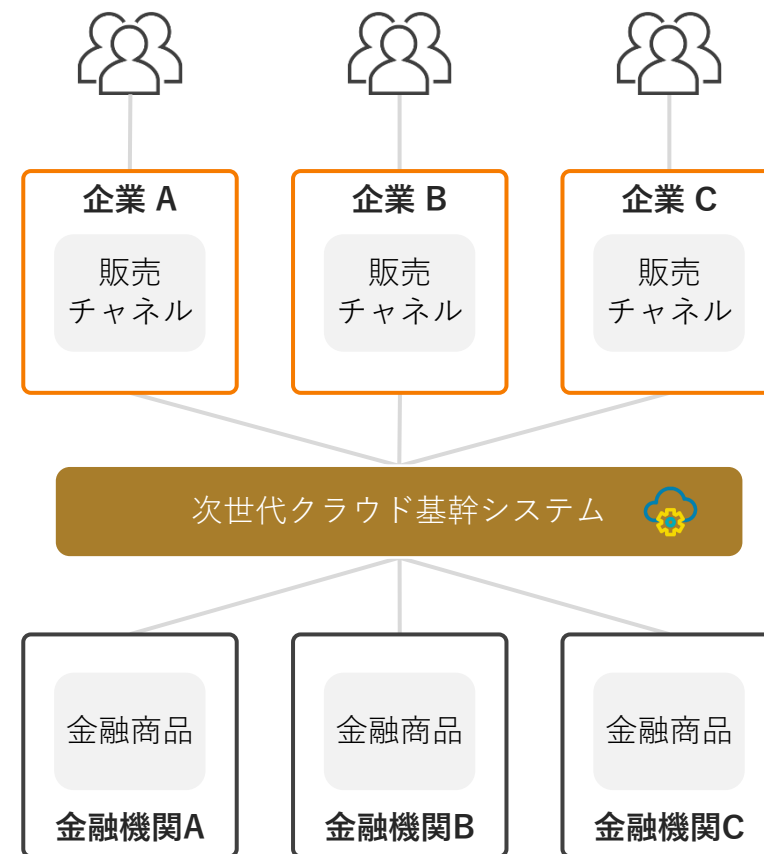 企業 A
企業 B
企業 C
販売
チャネル
販売
チャネル
販売
チャネル
次世代クラウド基幹システム
金融商品
金融商品
金融商品
金融機関A
金融機関B
金融機関C